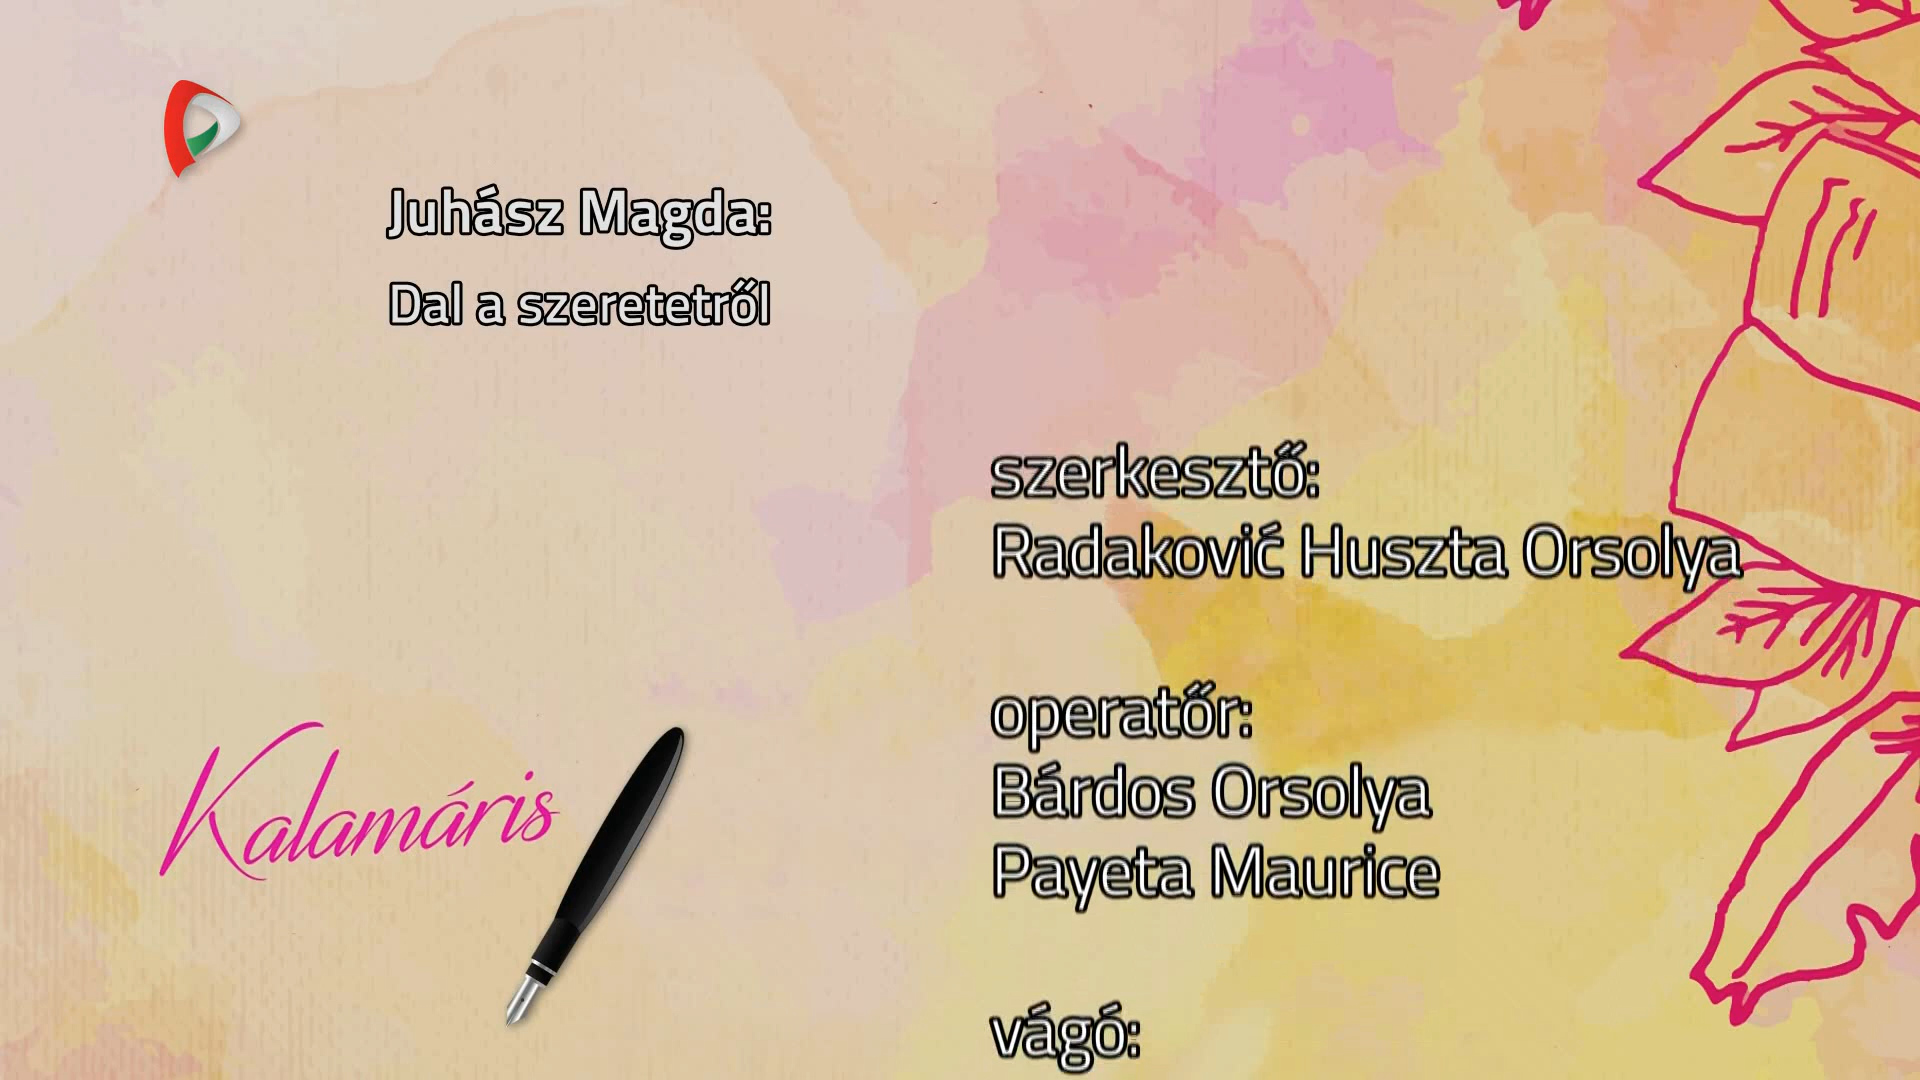 Juhász Magda:
Dal a szeretetről
szerkesztő:
Radaković Huszta Orsolya
operatőr:
Bárdos Orsolya
Payeta Maurice
vágó:
Kalamáris